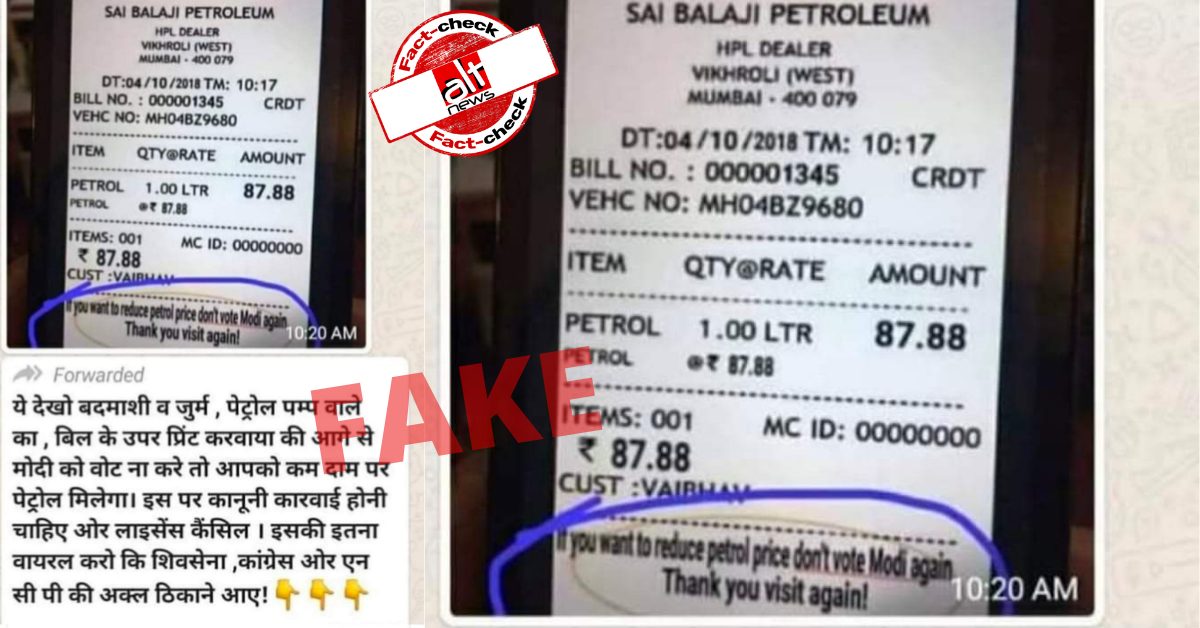 SAI BALAJI PETROLEUM
HPL DEALER
VIKHROLI (WEST)
MUMBAI - 400 079
DT:04/10/2018 TM: 10:17
BILL NO. : 000001345 CRDT
VEHC NO: MH04BZ9680
ITEM QTY@RATE AMOUNT
PETROL 1.00 LTR 87.88
PETROL @₹ 87.88
ITEMS: 001 MC ID: 00000000
₹ 87.88
CUST :VAIBHAV
If you want to reduce petrol price don't vote Modi again
Thank you visit again!
10:20 AM
Forwarded
ये देखो बदमाशी व जुर्म , पेट्रोल पम्प वाले
का , बिल के उपर प्रिंट करवाया की आगे से
मोदी को वोट ना करे तो आपको कम दाम पर
पेट्रोल मिलेगा। इस पर कानूनी कारवाई होनी
चाहिए ओर लाइसेंस कैंसिल । इसकी इतना
वायरल करो कि शिवसेना ,कांग्रेस ओर एन
सी पी की अक्ल ठिकाने आए! 👇👇👇
Fact-check
alt
news
Fact-check
FAKE
SAI BALAJI PETROLEUM
HPL DEALER
VIKHROLI (WEST)
MUMBAI - 400 079
DT:04/10/2018 TM: 10:17
BILL NO. : 000001345 CRDT
VEHC NO: MH04BZ9680
ITEM QTY@RATE AMOUNT
PETROL 1.00 LTR 87.88
PETROL @₹ 87.88
ITEMS: 001 MC ID: 00000000
₹ 87.88
CUST :VAIBHAV
If you want to reduce petrol price don't vote Modi again
Thank you visit again!
10:20 AM